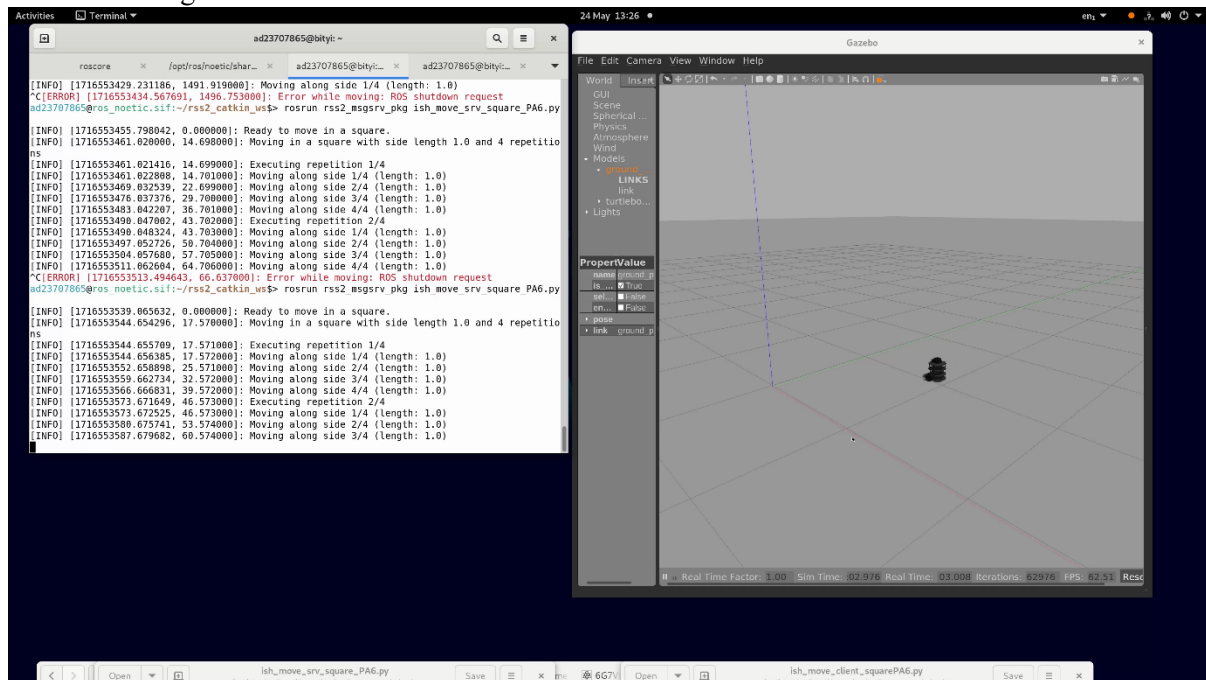 Activities Terminal 24 May 13:26 en₁
ad23707865@bityi: ~
roscore × /opt/ros/noetic/shar... × ad23707865@bityi:... × ad23707865@bityi:... ×
[INFO] [1716553429.231186, 1491.919000]: Moving along side 1/4 (length: 1.0)
^C[ERROR] [1716553434.567691, 1496.753000]: Error while moving: ROS shutdown request
ad23707865@ros_noetic.sif:~/rss2_catkin_ws$> rosrun rss2_msgsrv_pkg ish_move_srv_square_PA6.py
[INFO] [1716553455.798042, 0.000000]: Ready to move in a square.
[INFO] [1716553461.020000, 14.698000]: Moving in a square with side length 1.0 and 4 repetitio
ns
[INFO] [1716553461.021416, 14.699000]: Executing repetition 1/4
[INFO] [1716553461.022808, 14.701000]: Moving along side 1/4 (length: 1.0)
[INFO] [1716553469.032539, 22.699000]: Moving along side 2/4 (length: 1.0)
[INFO] [1716553476.037376, 29.700000]: Moving along side 3/4 (length: 1.0)
[INFO] [1716553483.042207, 36.701000]: Moving along side 4/4 (length: 1.0)
[INFO] [1716553490.047002, 43.702000]: Executing repetition 2/4
[INFO] [1716553490.048324, 43.703000]: Moving along side 1/4 (length: 1.0)
[INFO] [1716553497.052726, 50.704000]: Moving along side 2/4 (length: 1.0)
[INFO] [1716553504.057680, 57.705000]: Moving along side 3/4 (length: 1.0)
[INFO] [1716553511.062604, 64.706000]: Moving along side 4/4 (length: 1.0)
^C[ERROR] [1716553513.494643, 66.637000]: Error while moving: ROS shutdown request
ad23707865@ros_noetic.sif:~/rss2_catkin_ws$> rosrun rss2_msgsrv_pkg ish_move_srv_square_PA6.py
[INFO] [1716553539.065632, 0.000000]: Ready to move in a square.
[INFO] [1716553544.654296, 17.570000]: Moving in a square with side length 1.0 and 4 repetitio
ns
[INFO] [1716553544.655709, 17.571000]: Executing repetition 1/4
[INFO] [1716553544.656385, 17.572000]: Moving along side 1/4 (length: 1.0)
[INFO] [1716553552.658898, 25.571000]: Moving along side 2/4 (length: 1.0)
[INFO] [1716553559.662734, 32.572000]: Moving along side 3/4 (length: 1.0)
[INFO] [1716553566.666831, 39.572000]: Moving along side 4/4 (length: 1.0)
[INFO] [1716553573.671649, 46.573000]: Executing repetition 2/4
[INFO] [1716553573.672525, 46.573000]: Moving along side 1/4 (length: 1.0)
[INFO] [1716553580.675741, 53.574000]: Moving along side 2/4 (length: 1.0)
[INFO] [1716553587.679682, 60.574000]: Moving along side 3/4 (length: 1.0)
Gazebo
File Edit Camera View Window Help
World Insert
GUI
Scene
Spherical ...
Physics
Atmosphere
Wind
Models
ground_...
LINKS
link
turtlebo...
Lights
Propert Value
name ground_p
is_... True
sel... False
en... False
pose
link ground_p
Real Time Factor: 1.00 Sim Time: 02.976 Real Time: 03.008 Iterations: 62976 FPS: 62.51 Resc
Open ish_move_srv_square_PA6.py Save
6G7V
Open ish_move_client_squarePA6.py Save